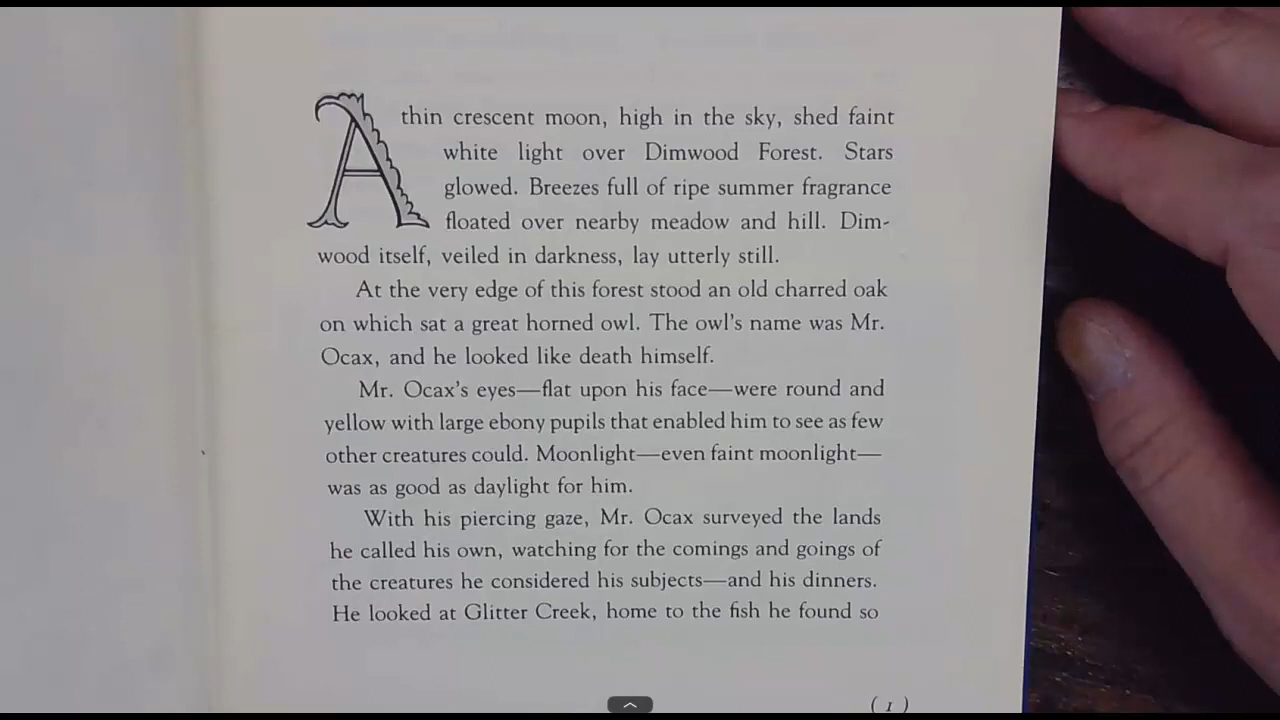 A thin crescent moon, high in the sky, shed faint
white light over Dimwood Forest. Stars
glowed. Breezes full of ripe summer fragrance
floated over nearby meadow and hill. Dim-
wood itself, veiled in darkness, lay utterly still.
At the very edge of this forest stood an old charred oak
on which sat a great horned owl. The owl's name was Mr.
Ocax, and he looked like death himself.
Mr. Ocax's eyes—flat upon his face—were round and
yellow with large ebony pupils that enabled him to see as few
other creatures could. Moonlight—even faint moonlight—
was as good as daylight for him.
With his piercing gaze, Mr. Ocax surveyed the lands
he called his own, watching for the comings and goings of
the creatures he considered his subjects—and his dinners.
He looked at Glitter Creek, home to the fish he found so
( 1 )